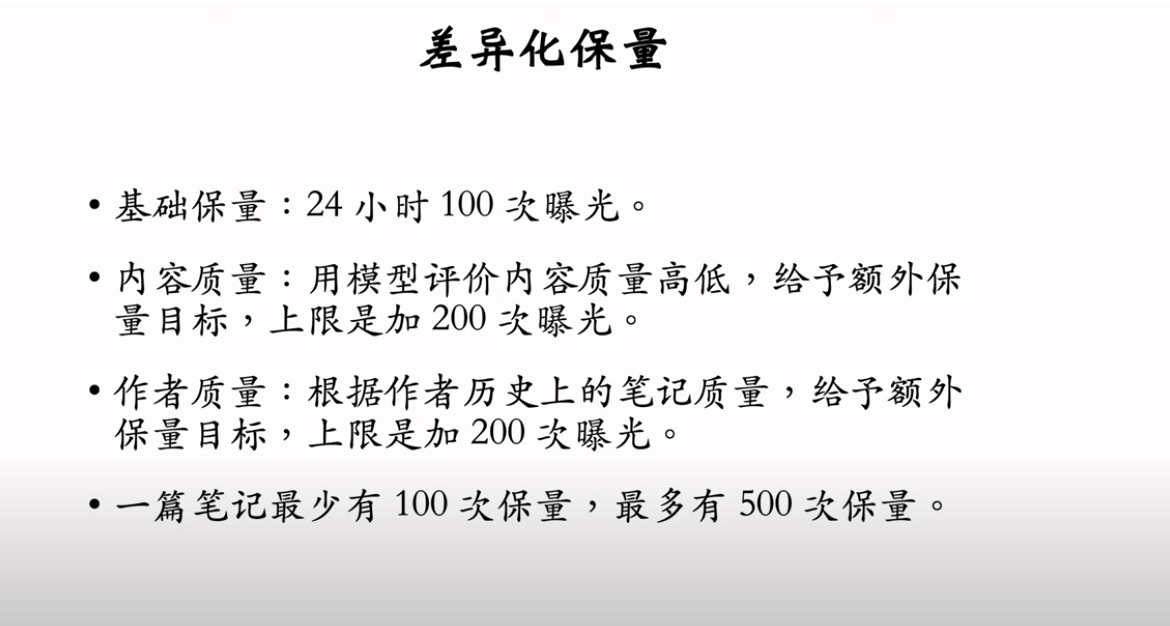 差异化保量
• 基础保量：24 小时 100 次曝光。
• 内容质量：用模型评价内容质量高低，给予额外保
量目标，上限是加 200 次曝光。
• 作者质量：根据作者历史上的笔记质量，给予额外
保量目标，上限是加 200 次曝光。
• 一篇笔记最少有 100 次保量，最多有 500 次保量。